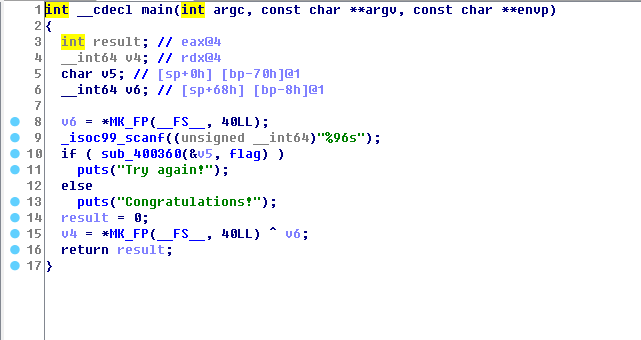 1 int __cdecl main(int argc, const char **argv, const char **envp)
2 {
3   int result; // eax@4
4   __int64 v4; // rdx@4
5   char v5; // [sp+0h] [bp-70h]@1
6   __int64 v6; // [sp+68h] [bp-8h]@1
7
8   v6 = *MK_FP(__FS__, 40LL);
9   _isoc99_scanf((unsigned __int64)"%96s");
10   if ( sub_400360(&v5, flag) )
11     puts("Try again!");
12   else
13     puts("Congratulations!");
14   result = 0;
15   v4 = *MK_FP(__FS__, 40LL) ^ v6;
16   return result;
17 }